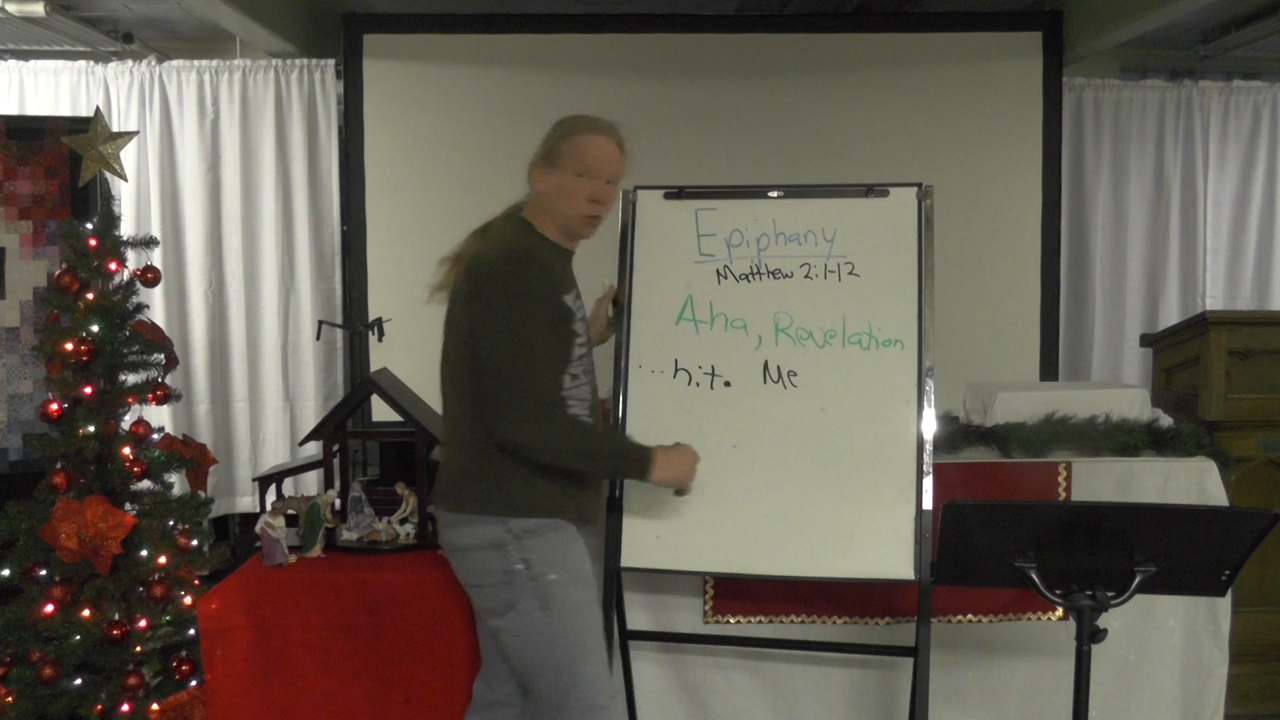 Epiphany
Matthew 2:1-12
Aha, Revelation
...hit. Me